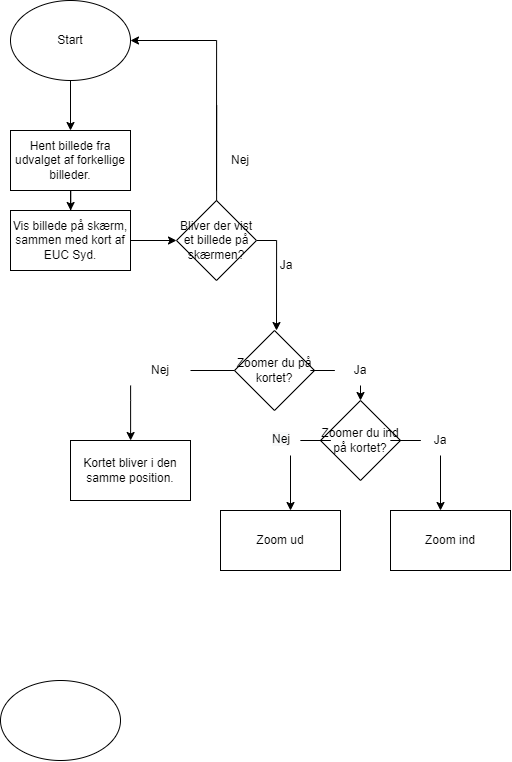 Start
Nej
Hent billede fra
udvalget af forkellige
billeder.
Vis billede på skærm,
sammen med kort af
EUC Syd.
Bliver der vist
et billede på
skærmen?
Ja
Nej
Zoomer du på
kortet?
Ja
Nej
Zoomer du ind
på kortet?
Ja
Kortet bliver i den
samme position.
Zoom ud
Zoom ind